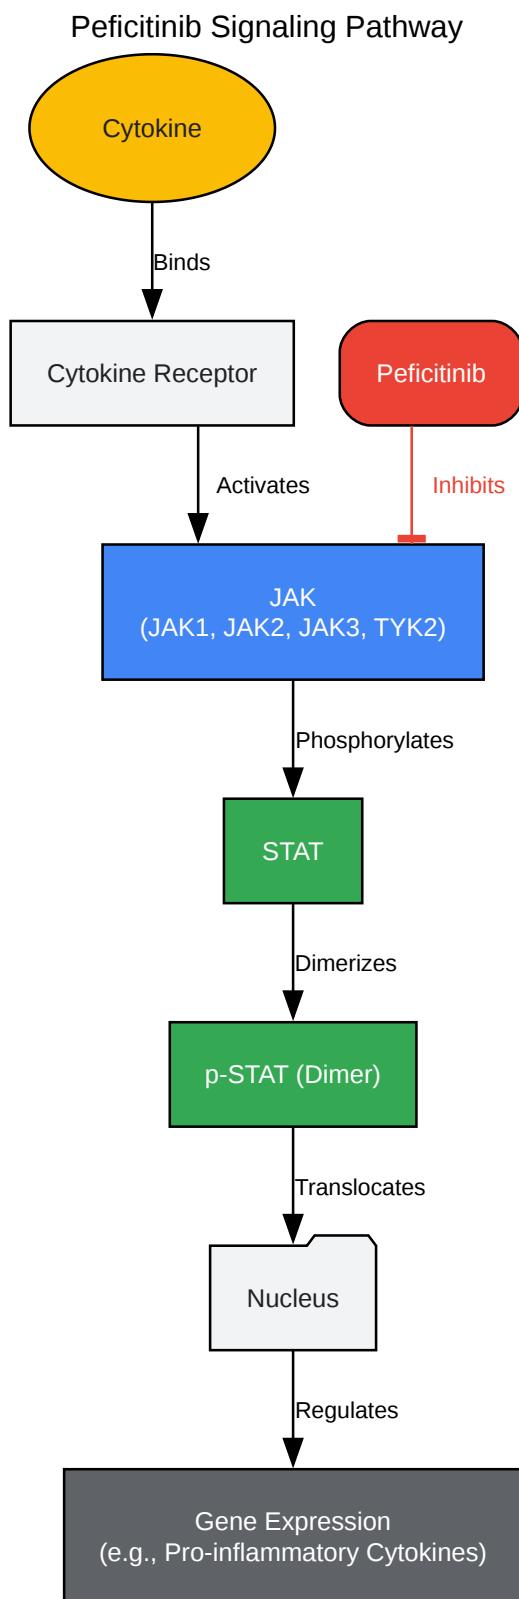 Peficitinib Signaling Pathway
Cytokine
Binds
Cytokine Receptor
Peficitinib
Activates
Inhibits
JAK
(JAK1, JAK2, JAK3, TYK2)
Phosphorylates
STAT
Dimerizes
p-STAT (Dimer)
Translocates
Nucleus
Regulates
Gene Expression
(e.g., Pro-inflammatory Cytokines)